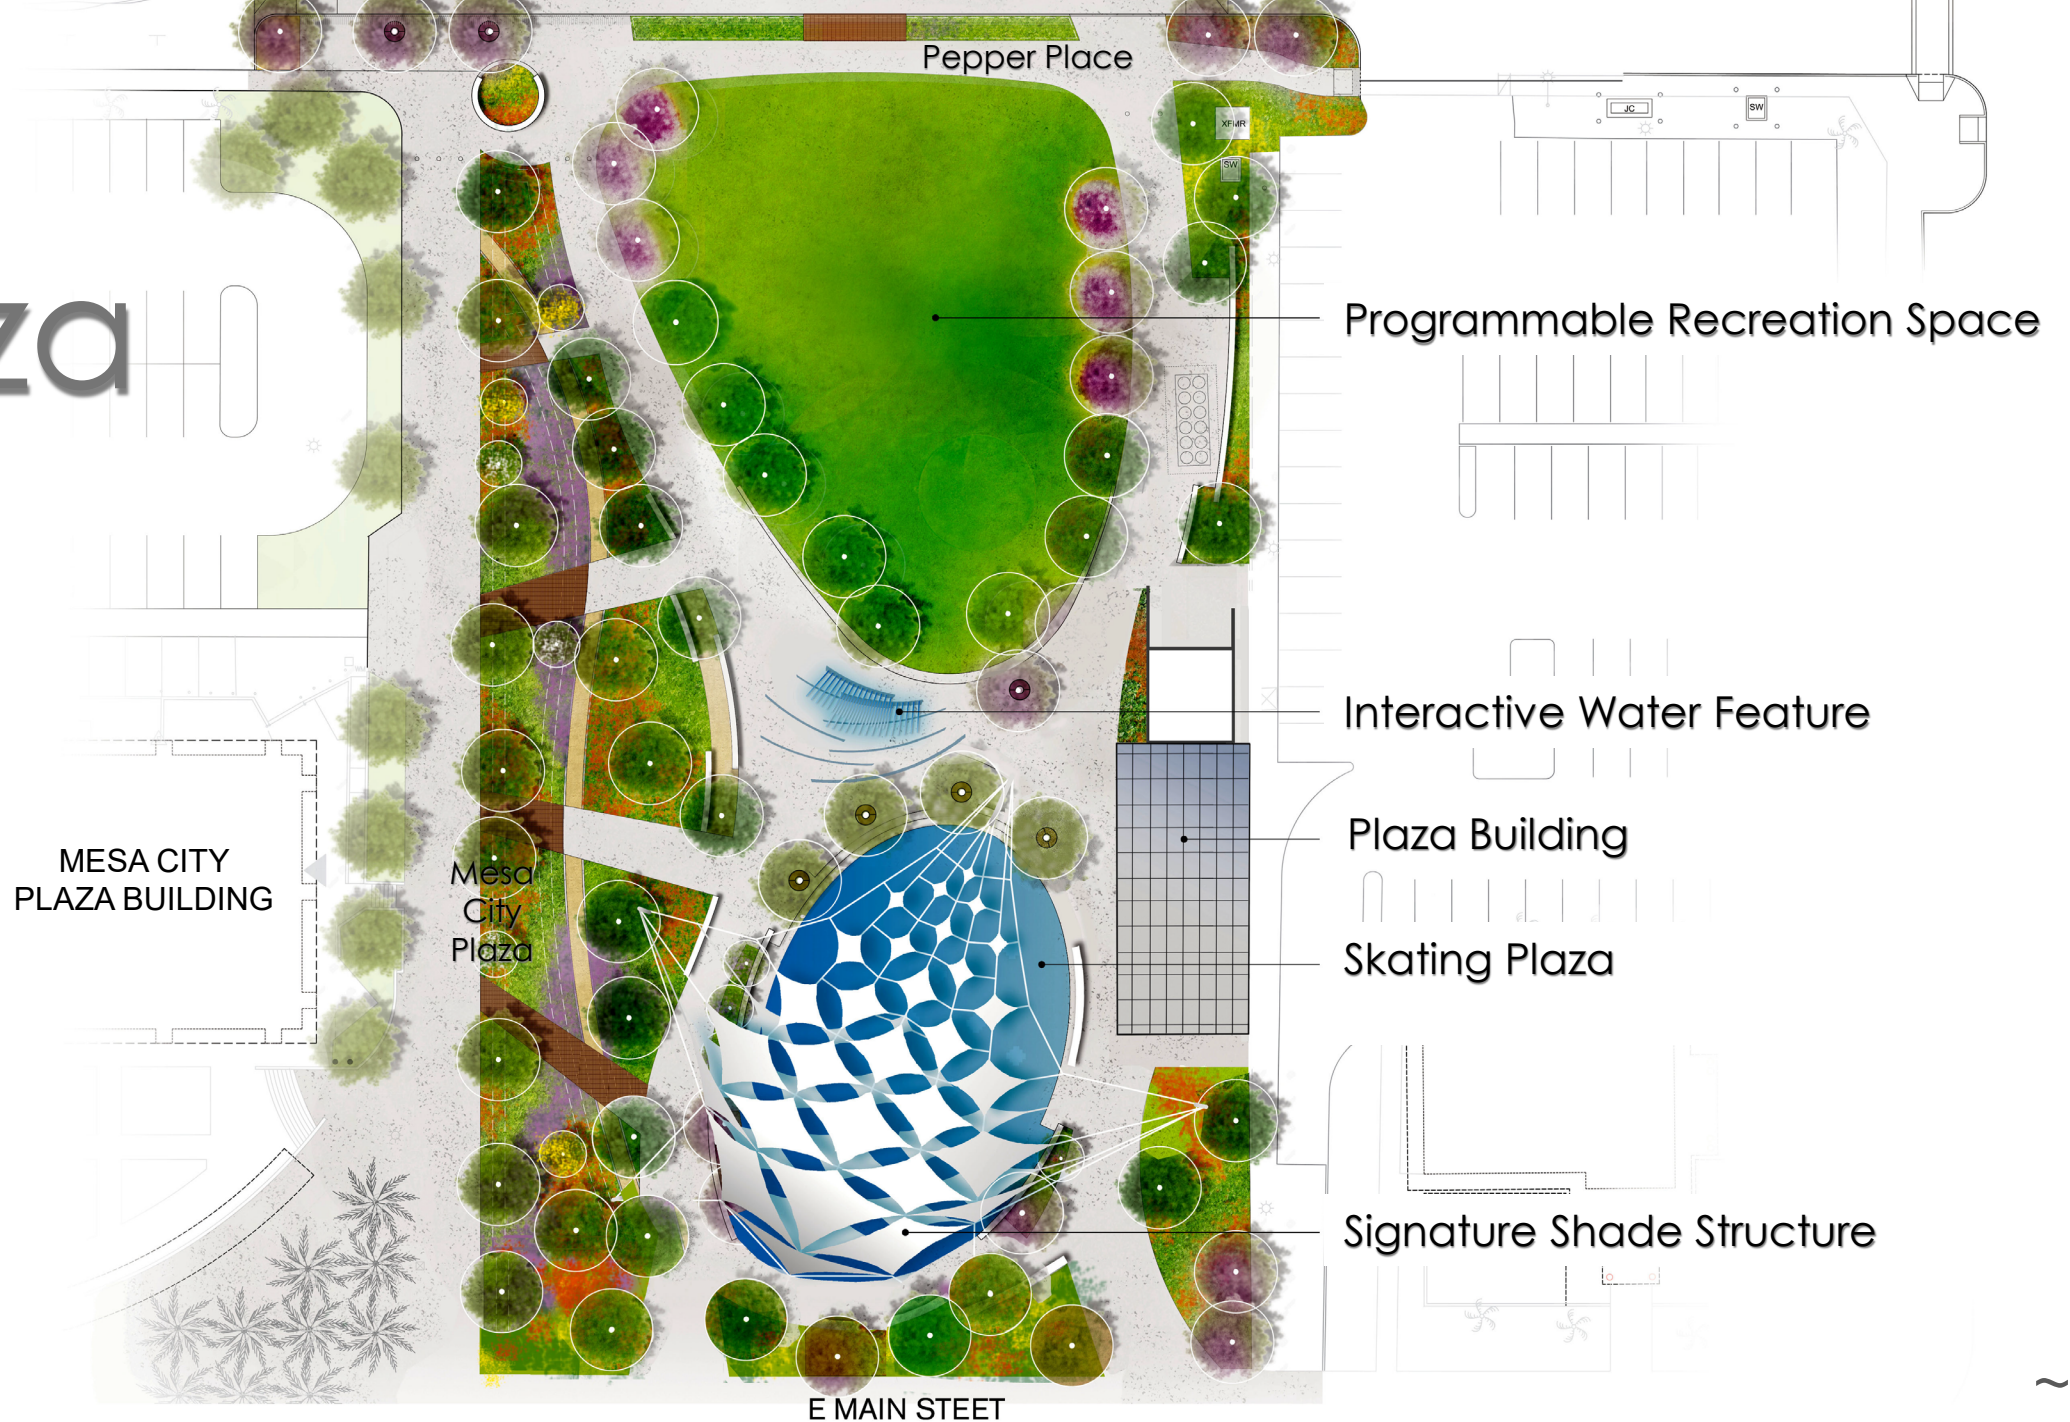 Pepper Place
JC
SW
XFMR
SW
za
Programmable Recreation Space
Interactive Water Feature
Plaza Building
MESA CITY
PLAZA BUILDING
Mesa
City
Plaza
Skating Plaza
Signature Shade Structure
~
E MAIN STEET